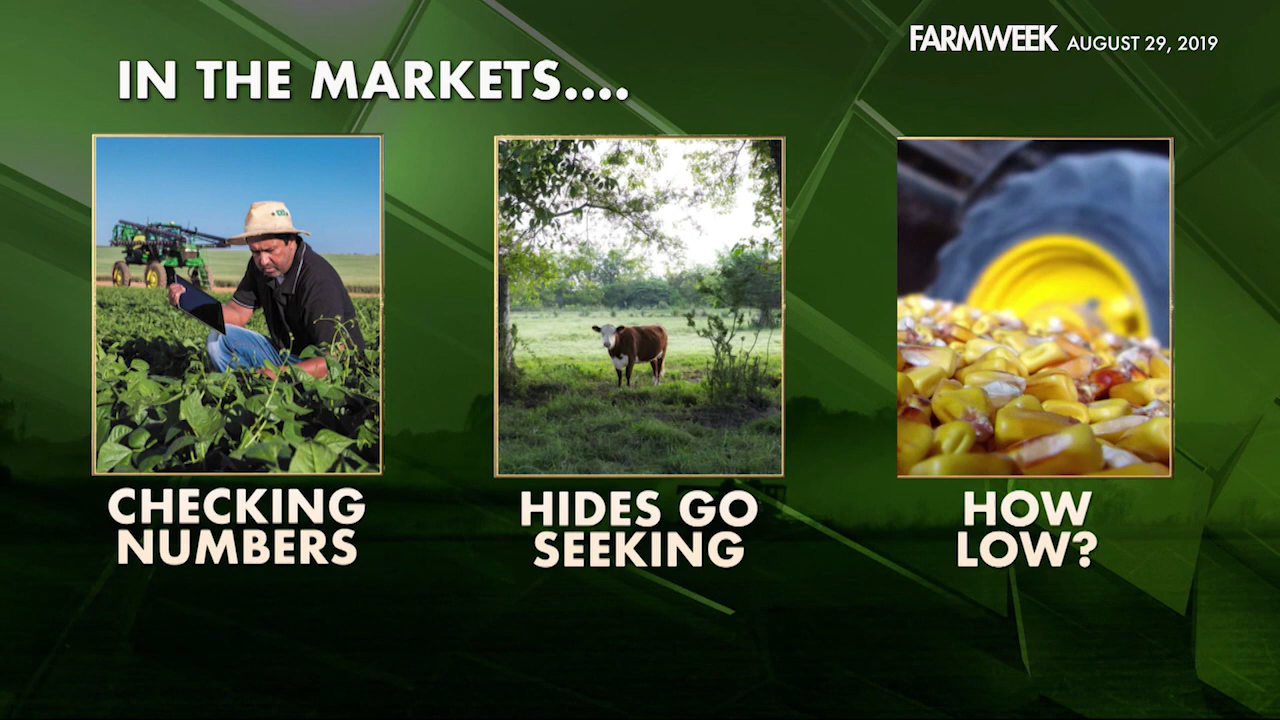 FARMWEEK AUGUST 29, 2019
IN THE MARKETS....
CHECKING
NUMBERS
HIDES GO
SEEKING
HOW
LOW?